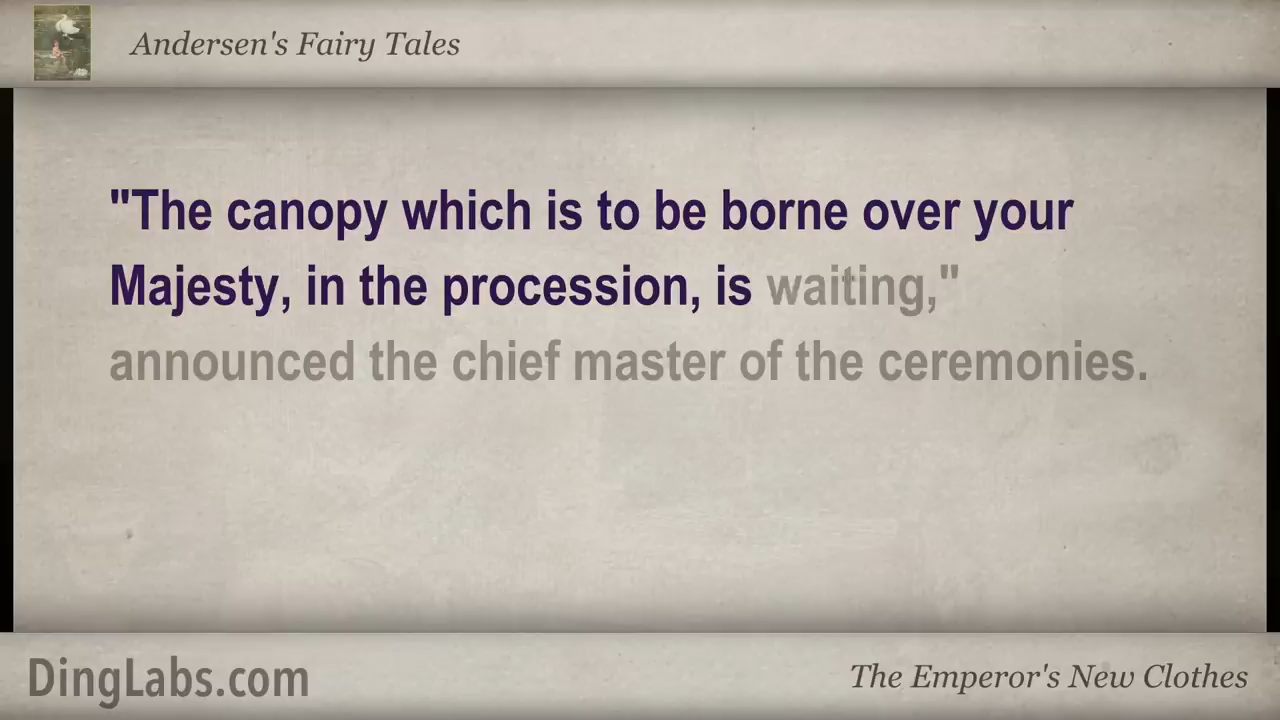 Andersen's Fairy Tales
"The canopy which is to be borne over your
Majesty, in the procession, is waiting,"
announced the chief master of the ceremonies.
DingLabs.com
The Emperor's New Clothes